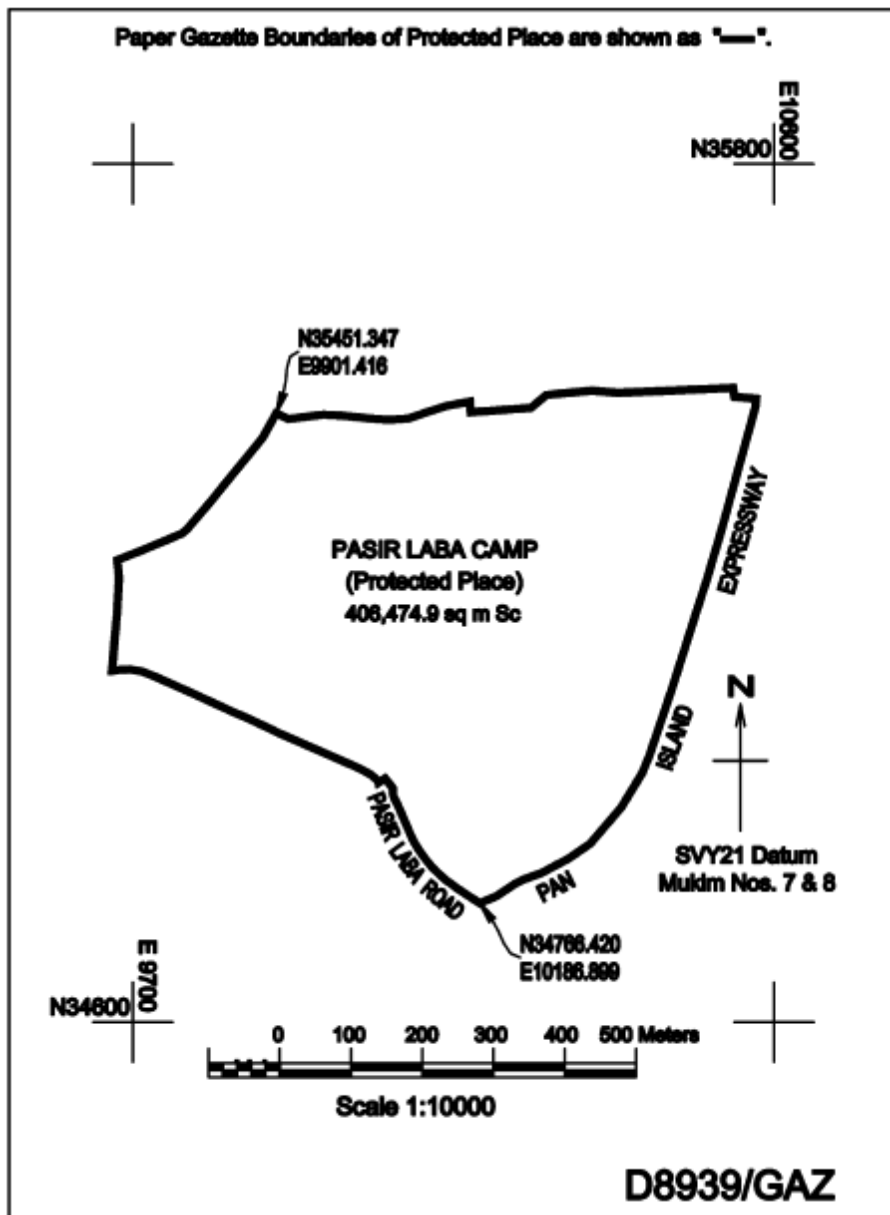 Paper Gazette Boundaries of Protected Place are shown as "━━".
E10600
N35800
N35451.347
E9901.416
PASIR LABA CAMP
(Protected Place)
406,474.9 sq m Sc
EXPRESSWAY
ISLAND
PAN
PASIR LABA ROAD
N
SVY21 Datum
Mukim Nos. 7 & 8
N34766.420
E10186.899
E 9700
N34600
0 100 200 300 400 500 Meters
Scale 1:10000
D8939/GAZ